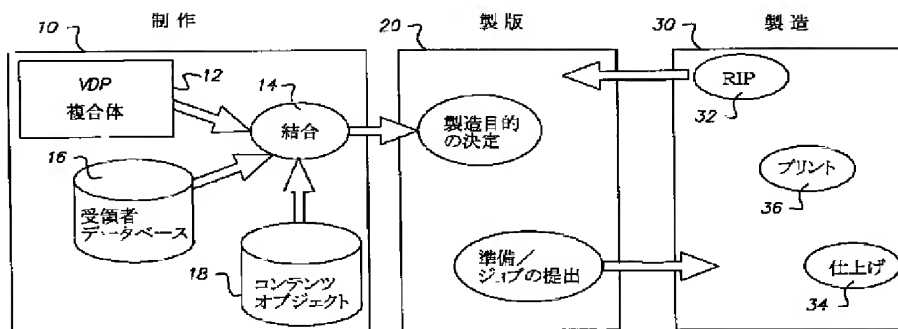 制作
製版
製造
10
20
30
VDP
複合体
12
14
結合
16
受領者
データベース
18
コンテンツ
オブジェクト
製造目的
の決定
準備/
ジョブの提出
RIP
32
プリント
36
仕上げ
34